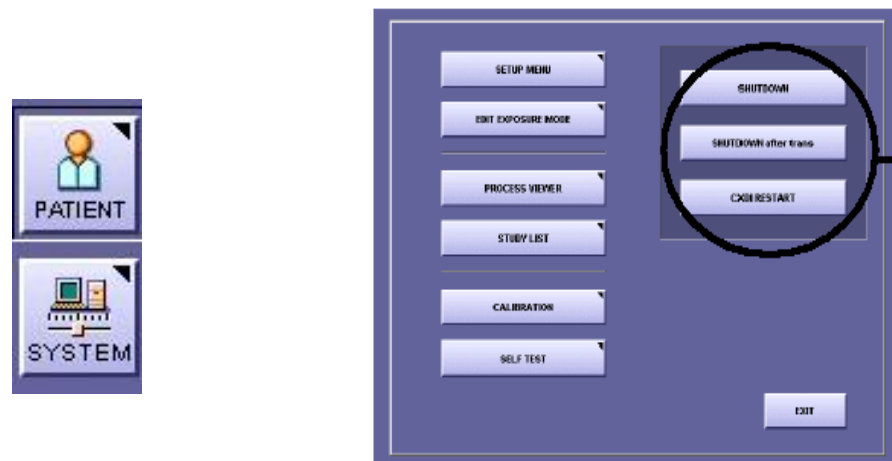 PATIENT
SYSTEM
SETUP MENU
EDIT EXPOSURE MODE
PROCESS VIEWER
STUDY LIST
CALIBRATION
SELF TEST
SHUTDOWN
SHUTDOWN after trans
CXDI RESTART
EXIT